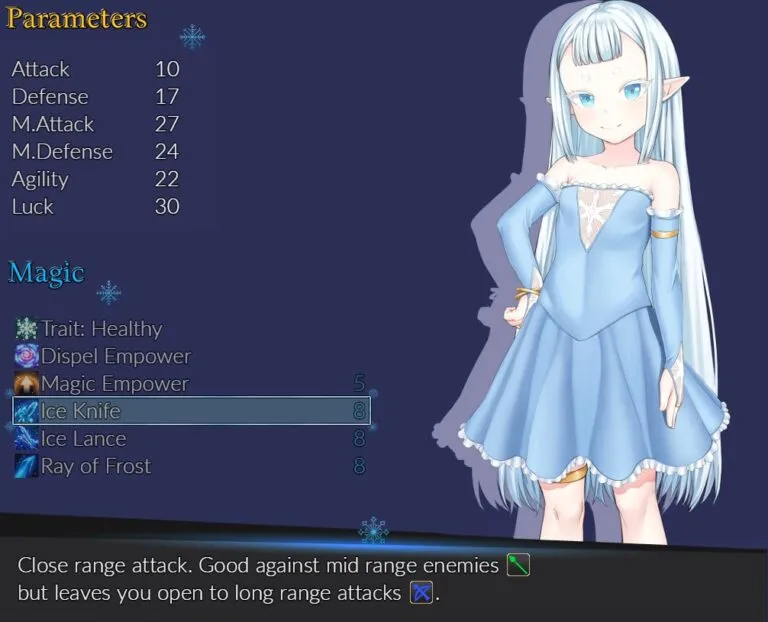 Parameters
Attack 10
Defense 17
M.Attack 27
M.Defense 24
Agility 22
Luck 30
Magic
Trait: Healthy
Dispel Empower
Magic Empower 5
Ice Knife 8
Ice Lance 8
Ray of Frost 8
Close range attack. Good against mid range enemies
but leaves you open to long range attacks .